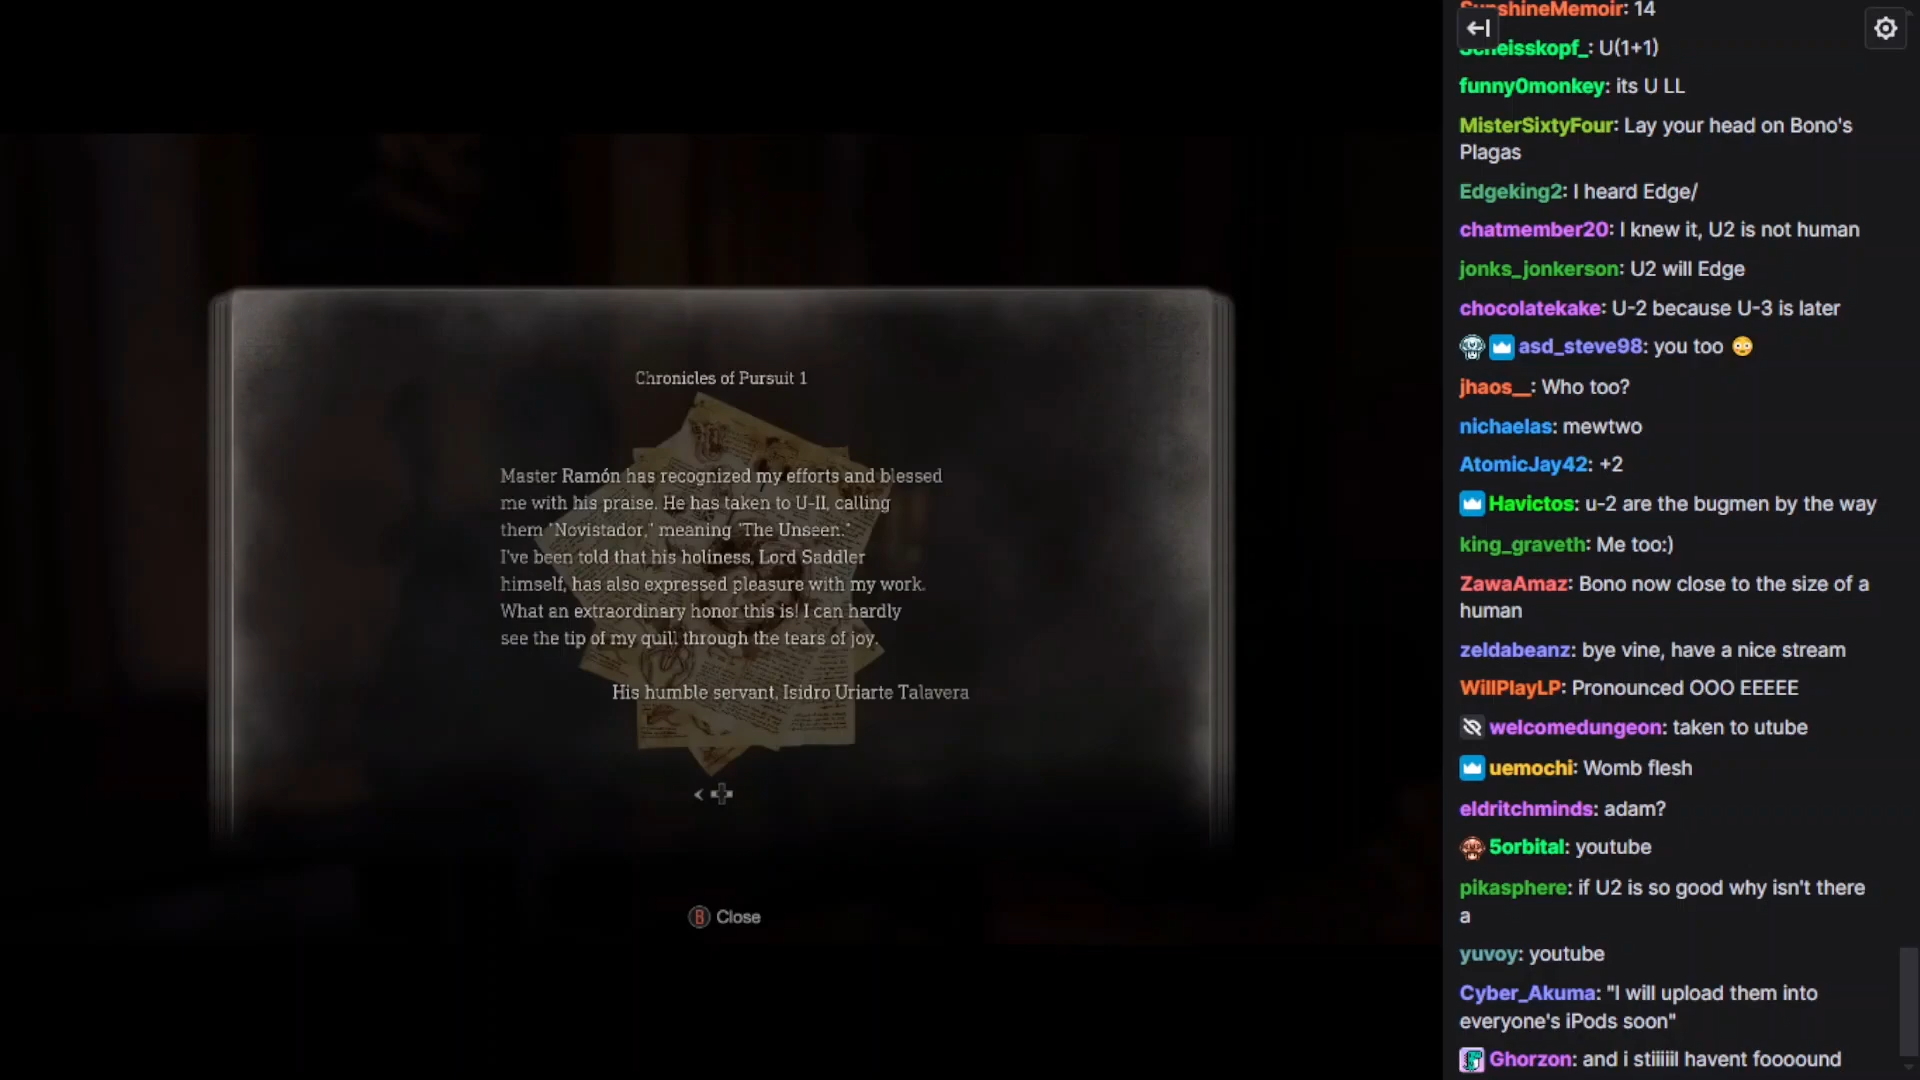 Chronicles of Pursuit 1
Master Ramón has recognized my efforts and blessed
me with his praise. He has taken to U-II, calling
them "Novistador," meaning "The Unseen."
I've been told that his holiness, Lord Saddler
himself, has also expressed pleasure with my work.
What an extraordinary honor this is! I can hardly
see the tip of my quill through the tears of joy.
His humble servant, Isidro Uriarte Talavera
B Close
SunshineMemoir: 14
Scheisskopf_: U(1+1)
funny0monkey: its U LL
MisterSixtyFour: Lay your head on Bono's
Plagas
Edgeking2: I heard Edge/
chatmember20: I knew it, U2 is not human
jonks_jonkerson: U2 will Edge
chocolatekake: U-2 because U-3 is later
asd_steve98: you too 😳
jhaos__: Who too?
nichaelas: mewtwo
AtomicJay42: +2
Havictos: u-2 are the bugmen by the way
king_graveth: Me too:)
ZawaAmaz: Bono now close to the size of a
human
zeldabeanz: bye vine, have a nice stream
WillPlayLP: Pronounced OOO EEEEE
welcomedungeon: taken to utube
uemochi: Womb flesh
eldritchminds: adam?
5orbital: youtube
pikasphere: if U2 is so good why isn't there
a
yuvoy: youtube
Cyber_Akuma: "I will upload them into
everyone's iPods soon"
Ghorzon: and i stiiiiil havent foooound